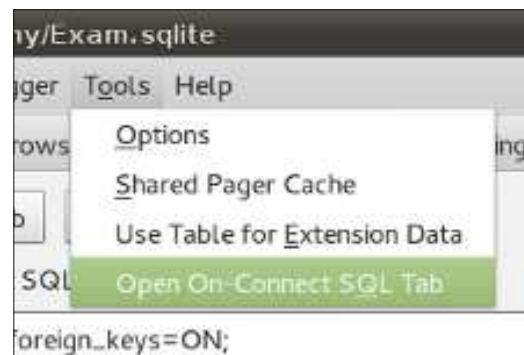 ny/Exam.sqlite
gger Tools Help
rows
Options
ing
Shared Pager Cache
b
Use Table for Extension Data
SQL
Open On-Connect SQL Tab
foreign_keys=ON;